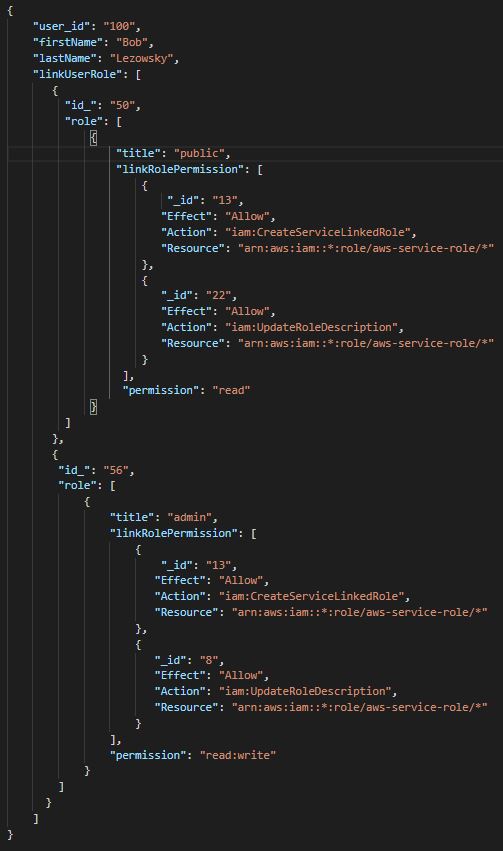 {
"user_id": "100",
"firstName": "Bob",
"lastName": "Lezowsky",
"linkUserRole": [
{
"id_": "50",
"role": [
{
"title": "public",
"linkRolePermission": [
{
"_id": "13",
"Effect": "Allow",
"Action": "iam:CreateServiceLinkedRole",
"Resource": "arn:aws:iam::*:role/aws-service-role/*"
},
{
"_id": "22",
"Effect": "Allow",
"Action": "iam:UpdateRoleDescription",
"Resource": "arn:aws:iam::*:role/aws-service-role/*"
}
],
"permission": "read"
}
]
},
{
"id_": "56",
"role": [
{
"title": "admin",
"linkRolePermission": [
{
"_id": "13",
"Effect": "Allow",
"Action": "iam:CreateServiceLinkedRole",
"Resource": "arn:aws:iam::*:role/aws-service-role/*"
},
{
"_id": "8",
"Effect": "Allow",
"Action": "iam:UpdateRoleDescription",
"Resource": "arn:aws:iam::*:role/aws-service-role/*"
}
],
"permission": "read:write"
}
]
}
]
}